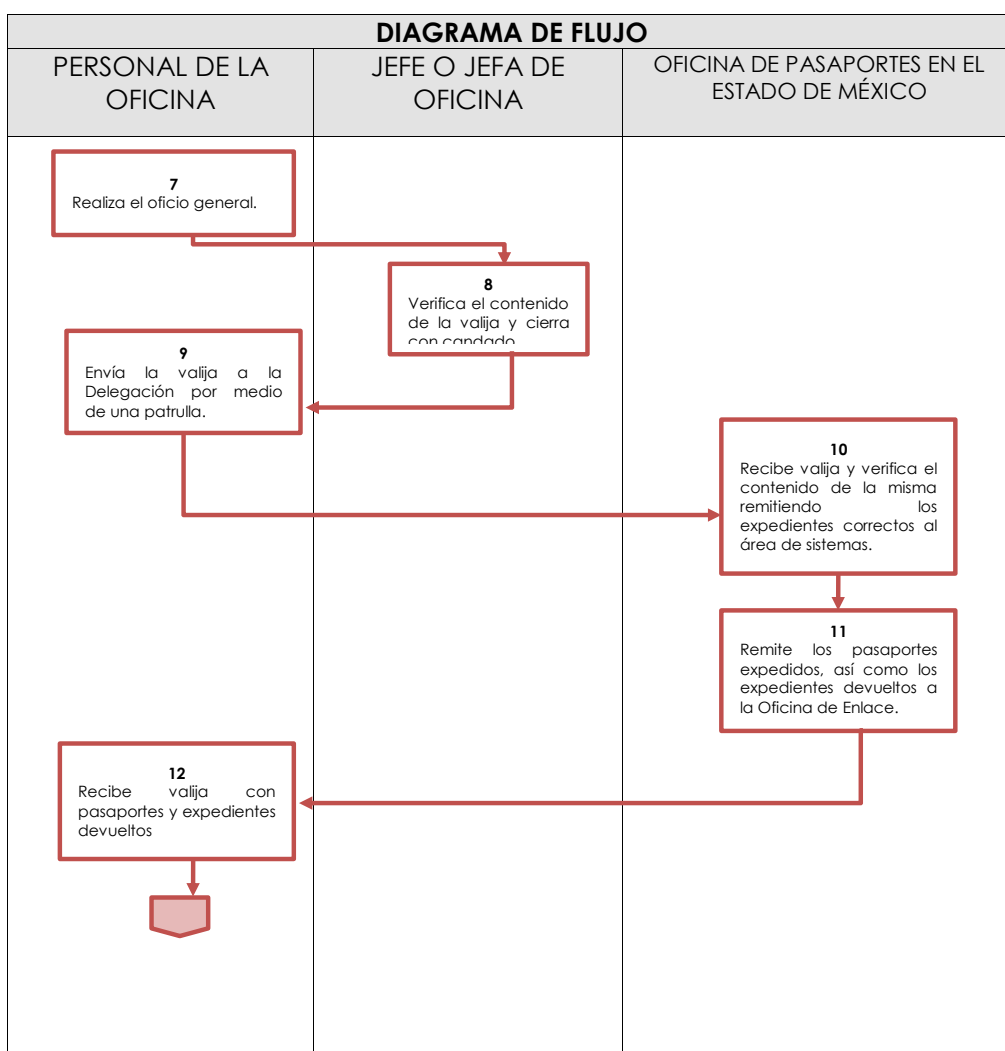 DIAGRAMA DE FLUJO
PERSONAL DE LA
OFICINA
JEFE O JEFA DE
OFICINA
OFICINA DE PASAPORTES EN EL
ESTADO DE MÉXICO
7
Realiza el oficio general.
8
Verifica el contenido
de la valija y cierra
con candado
9
Envía la valija a la
Delegación por medio
de una patrulla.
10
Recibe valija y verifica el
contenido de la misma
remitiendo los
expedientes correctos al
área de sistemas.
11
Remite los pasaportes
expedidos, así como los
expedientes devueltos a
la Oficina de Enlace.
12
Recibe valija con
pasaportes y expedientes
devueltos